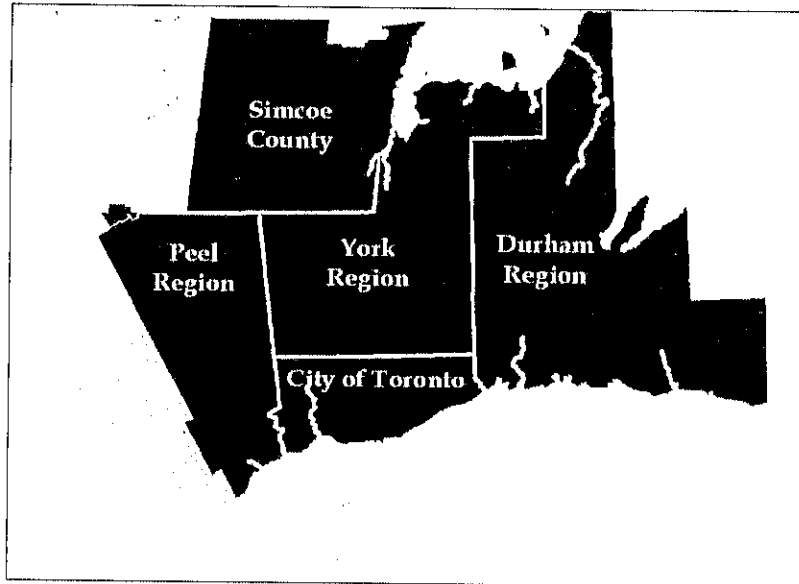 Simcoe
County
Peel
Region
York
Region
Durham
Region
City of Toronto